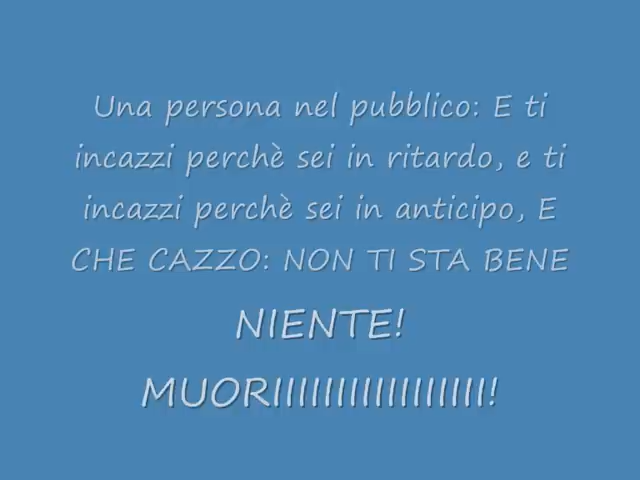 Una persona nel pubblico: E ti
incazzi perchè sei in ritardo, e ti
incazzi perchè sei in anticipo, E
CHE CAZZO: NON TI STA BENE
NIENTE!
MUORIIIIIIIIIIIIIIIII!